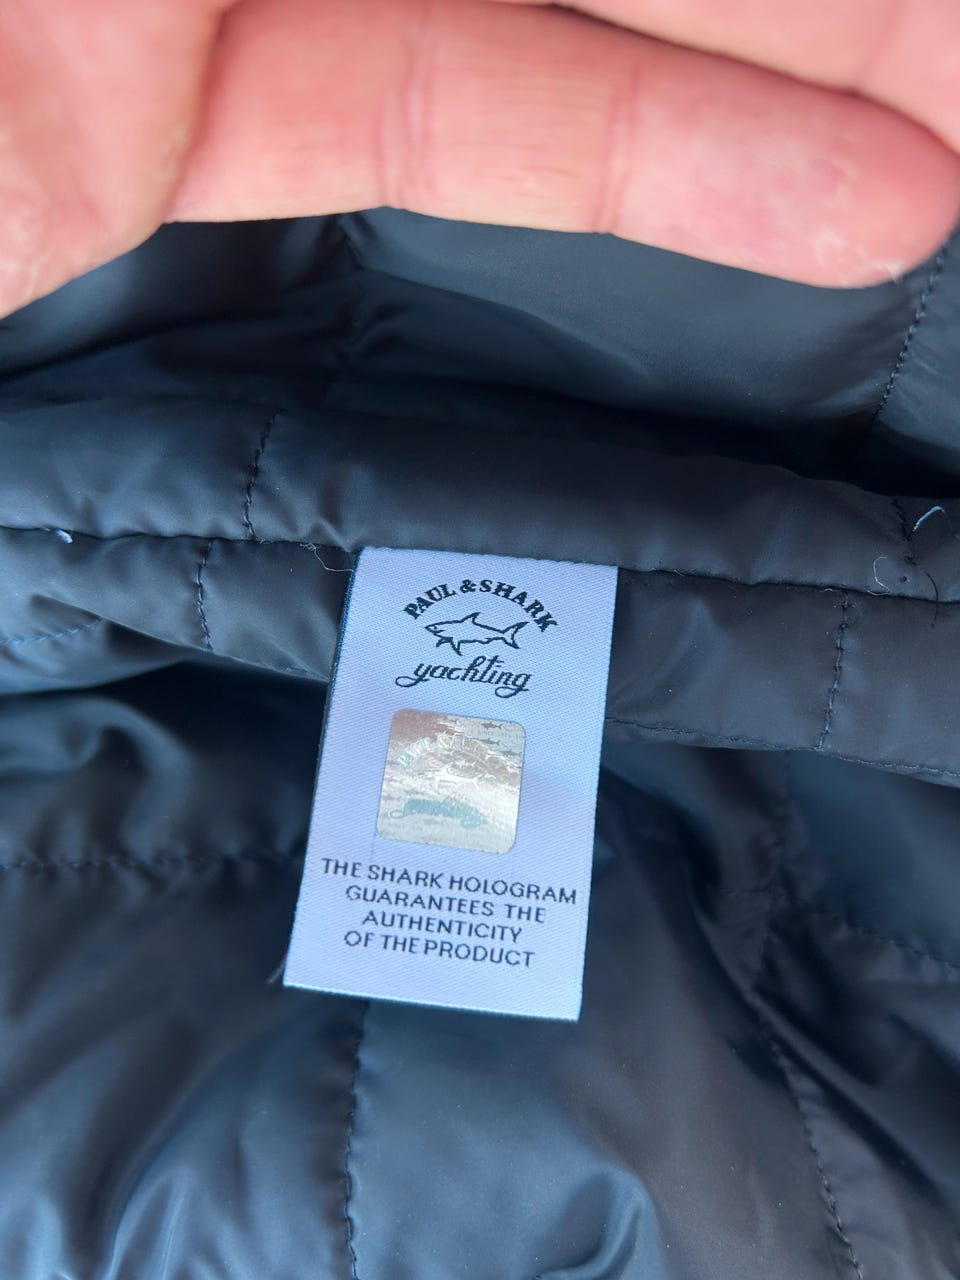 PAUL & SHARK
yachting
THE SHARK HOLOGRAM
GUARANTEES THE
AUTHENTICITY
OF THE PRODUCT